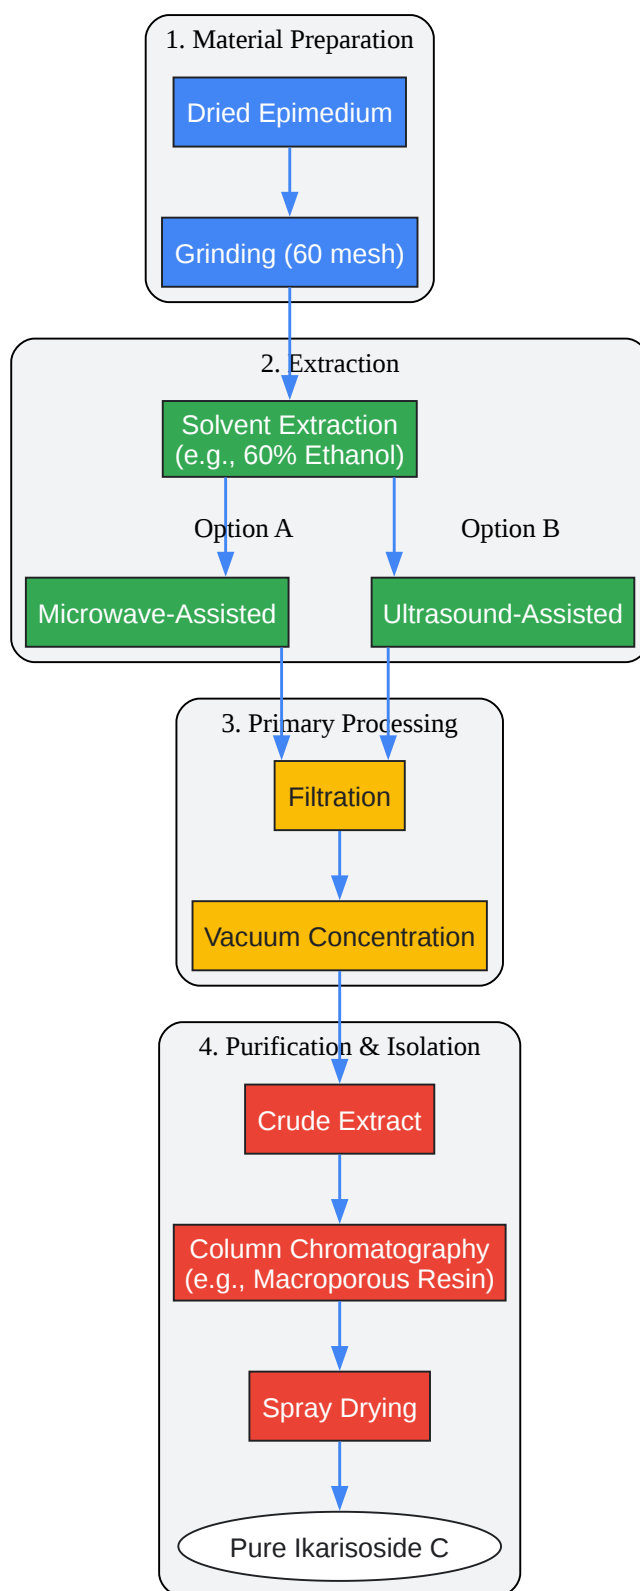 1. Material Preparation
Dried Epimedium
Grinding (60 mesh)
2. Extraction
Solvent Extraction
(e.g., 60% Ethanol)
Option A
Option B
Microwave-Assisted
Ultrasound-Assisted
3. Primary Processing
Filtration
Vacuum Concentration
4. Purification & Isolation
Crude Extract
Column Chromatography
(e.g., Macroporous Resin)
Spray Drying
Pure Ikarisoside C